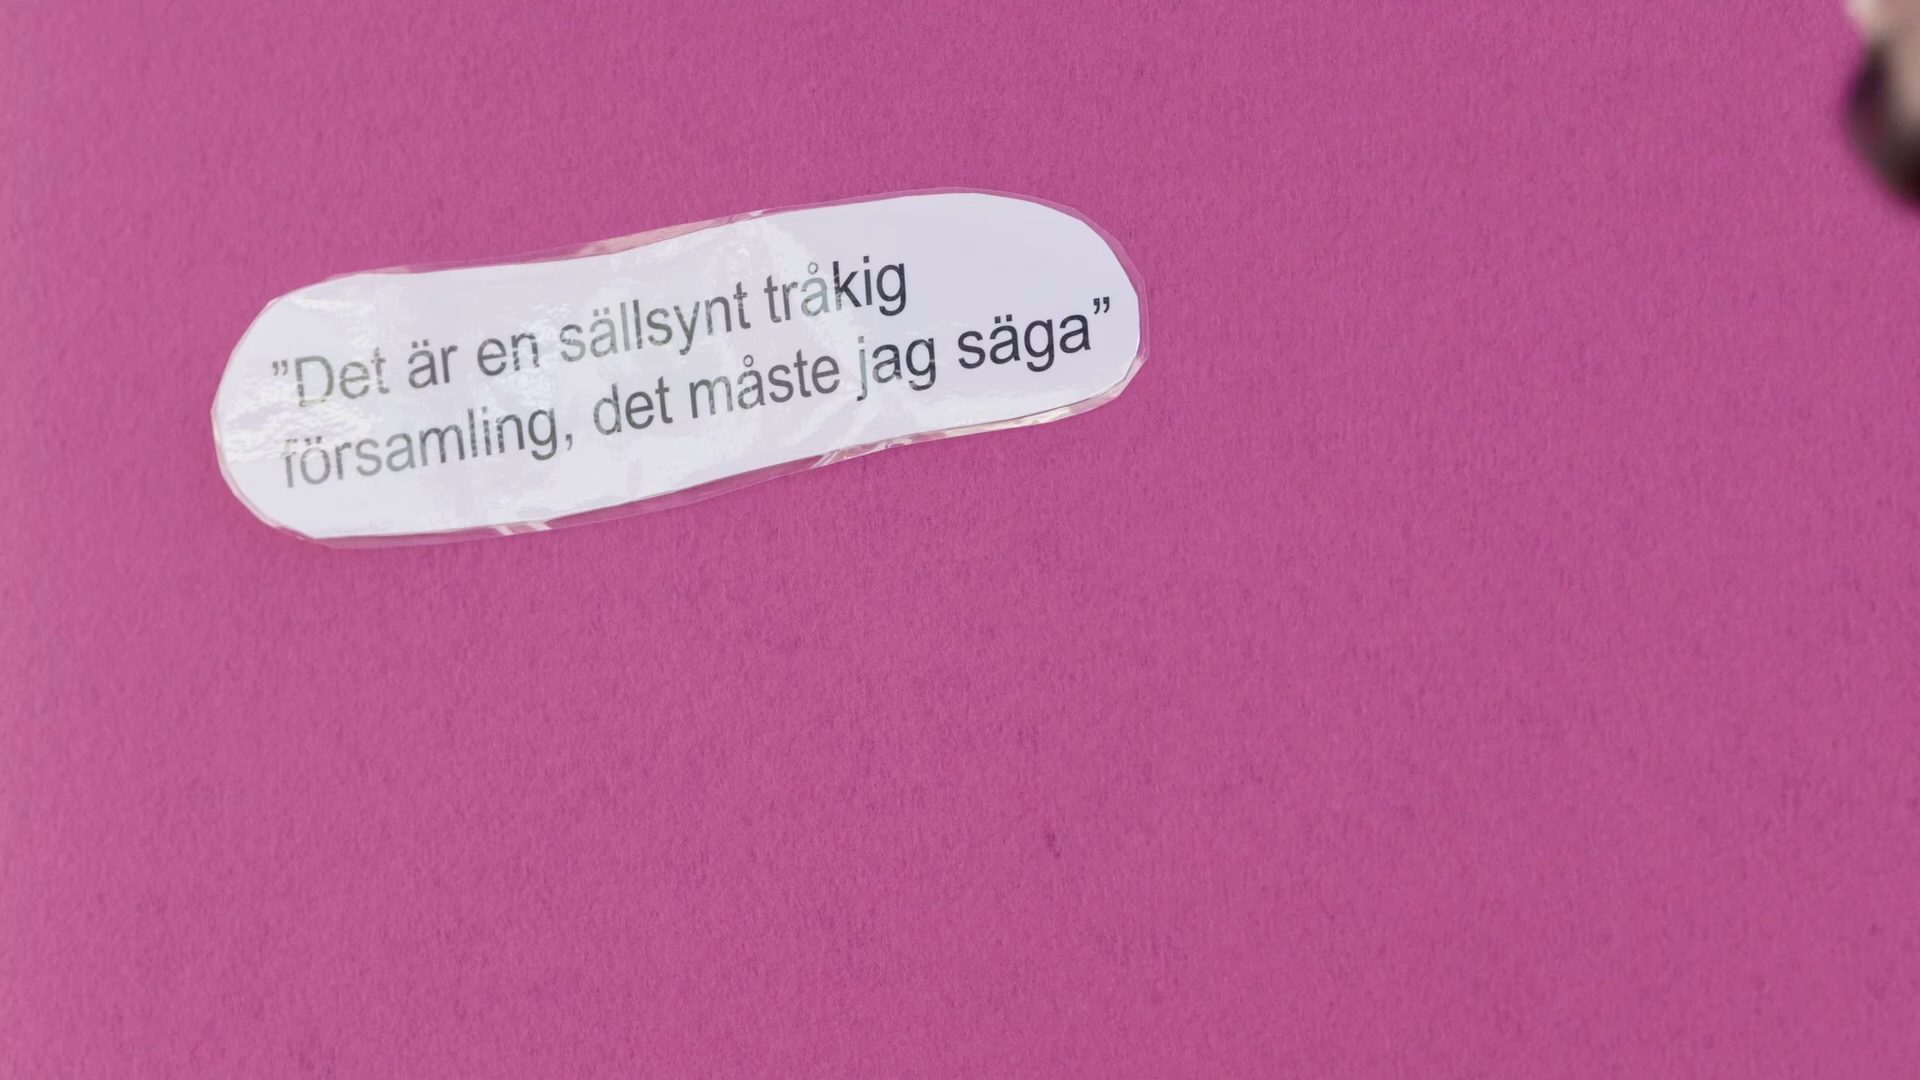 ”Det är en sällsynt tråkig
församling, det måste jag säga”